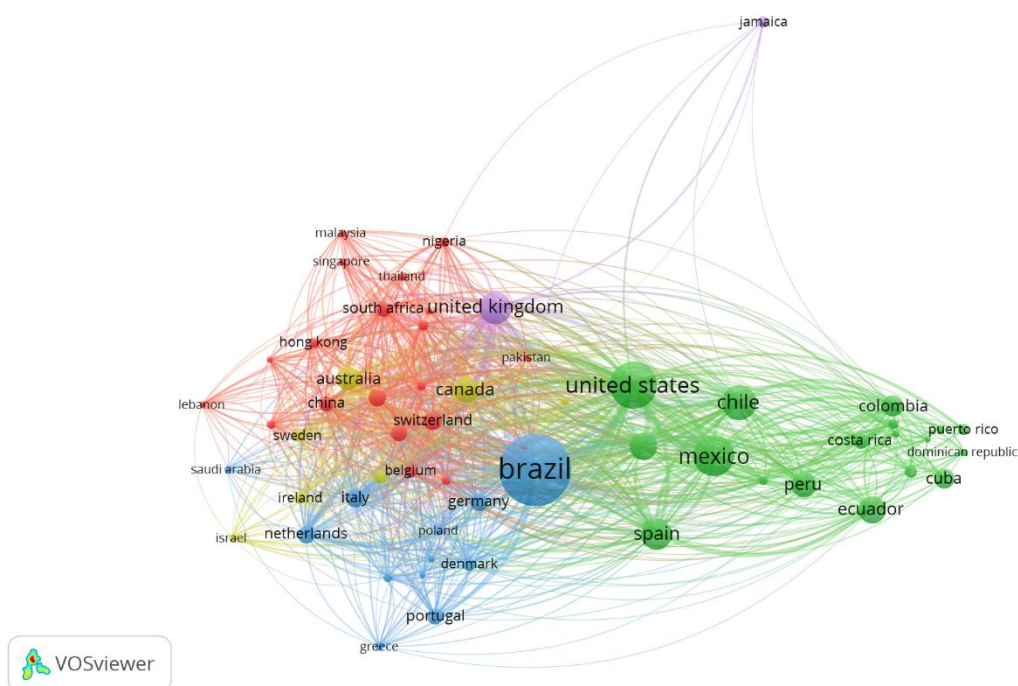 jamaica
malaysia
nigeria
singapore
thailand
south africa
united kingdom
hong kong
pakistan
australia
canada
united states
lebanon
china
chile
colombia
switzerland
sweden
puerto rico
costa rica
dominican republic
saudi arabia
belgium
brazil
mexico
peru
cuba
ireland
italy
germany
ecuador
israel
netherlands
poland
spain
denmark
portugal
greece
VOSviewer